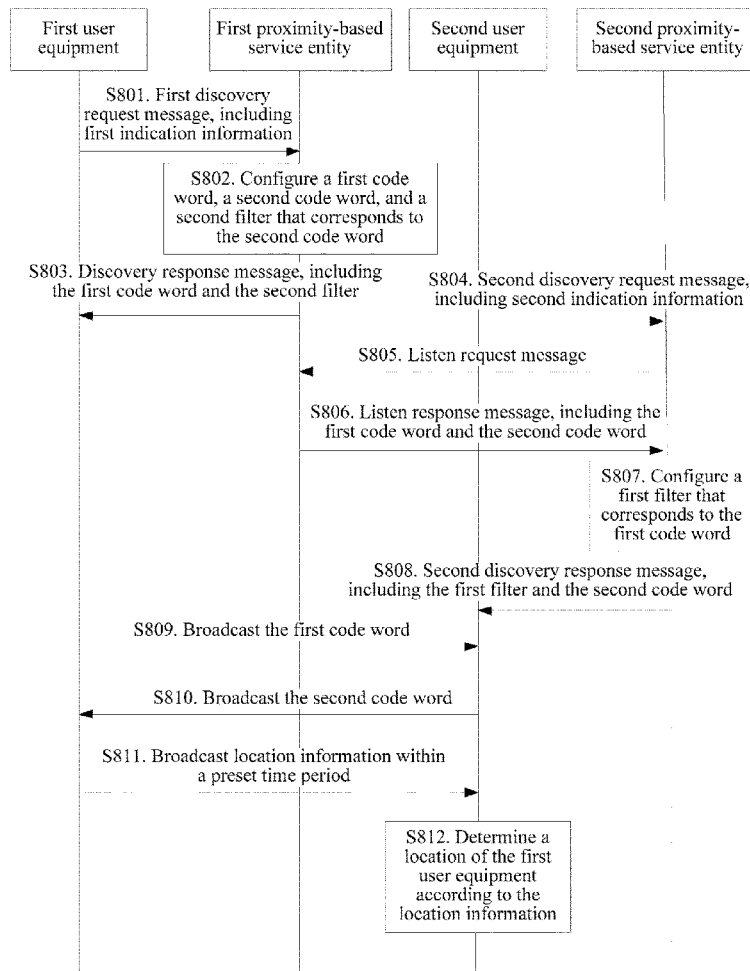 First user
equipment
First proximity-based
service entity
Second user
equipment
Second proximity-
based service entity
S801. First discovery
request message, including
first indication information
S802. Configure a first code
word, a second code word, and a
second filter that corresponds to
the second code word
S803. Discovery response message, including
the first code word and the second filter
S804. Second discovery request message,
including second indication information
S805. Listen request message
S806. Listen response message, including the
first code word and the second code word
S807. Configure a
first filter that
corresponds to the
first code word
S808. Second discovery response message,
including the first filter and the second code word
S809. Broadcast the first code word
S810. Broadcast the second code word
S811. Broadcast location information within
a preset time period
S812. Determine a
location of the first
user equipment
according to the
location information